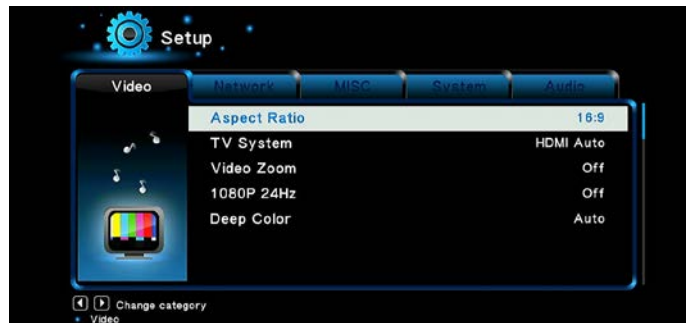 Setup
Video Network MISC System Audio
Aspect Ratio 16:9
TV System HDMI Auto
Video Zoom Off
1080P 24Hz Off
Deep Color Auto
Change category
Video